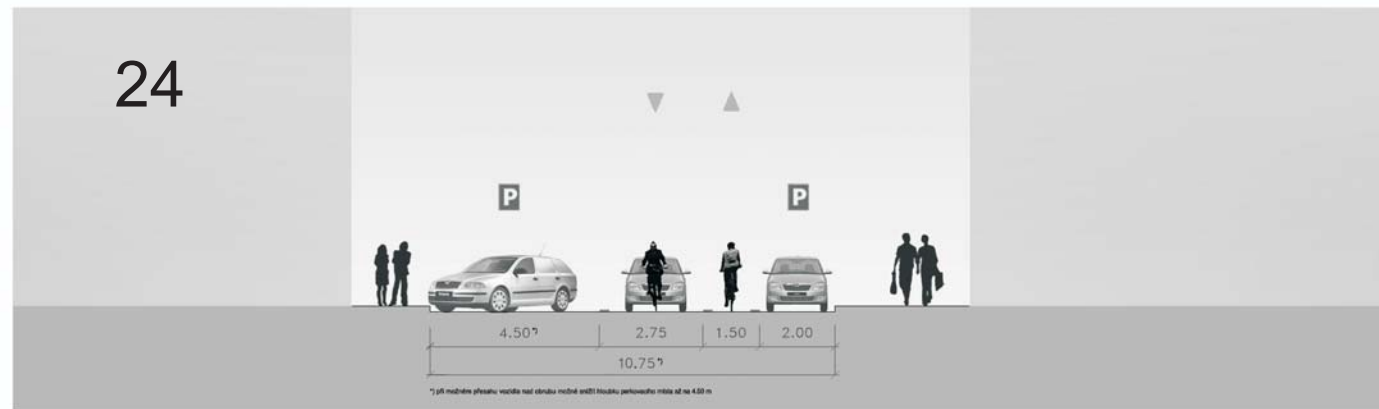 24
P P
4.50*) 2.75 1.50 2.00
10.75*)
*) při možném přesahu vozidla nad obrubu možné snížit hloubku parkovacího místa až na 4.00 m